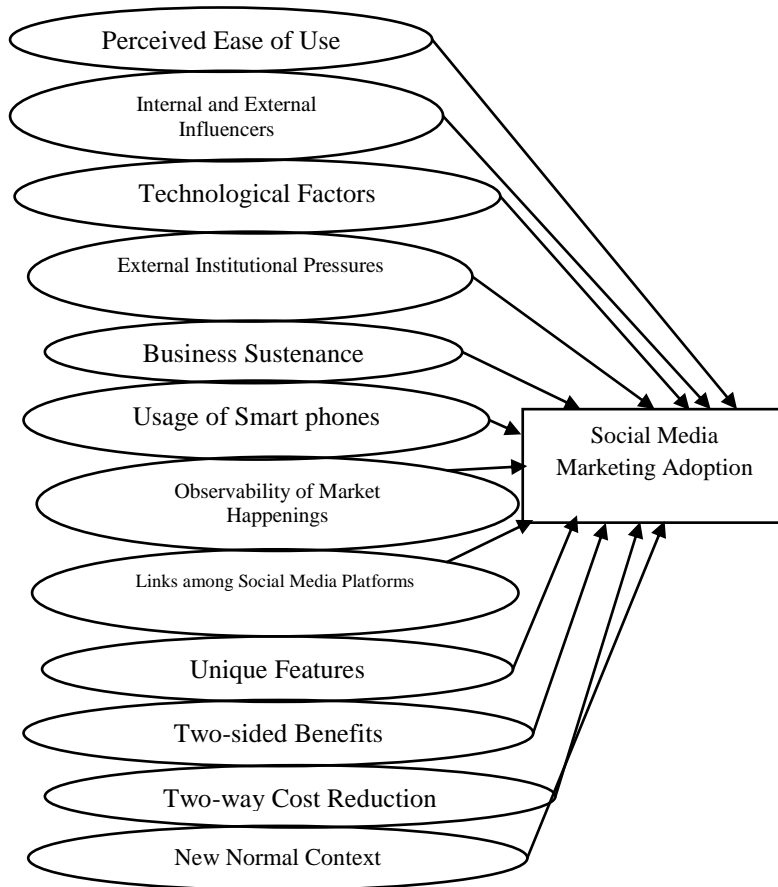 Perceived Ease of Use
Internal and External
Influencers
Technological Factors
External Institutional Pressures
Business Sustenance
Usage of Smart phones
Observability of Market
Happenings
Links among Social Media Platforms
Unique Features
Two-sided Benefits
Two-way Cost Reduction
New Normal Context
Social Media
Marketing Adoption